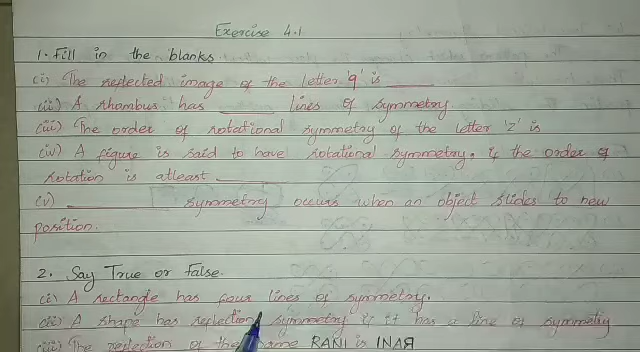 Exercise 4.1
1. Fill in the blanks
(i) The reflected image of the letter 'q' is ______
(ii) A rhombus has ______ lines of symmetry
(iii) The order of rotational symmetry of the letter 'z' is
(iv) A figure is said to have rotational symmetry, if the order of
rotation is atleast ______
(v) ______ symmetry occurs when an object slides to new
position.
2. Say True or False.
(i) A rectangle has four lines of symmetry.
(ii) A shape has reflection symmetry if it has a line of symmetry
(iii) The reflection of the name RANI is INAЯ